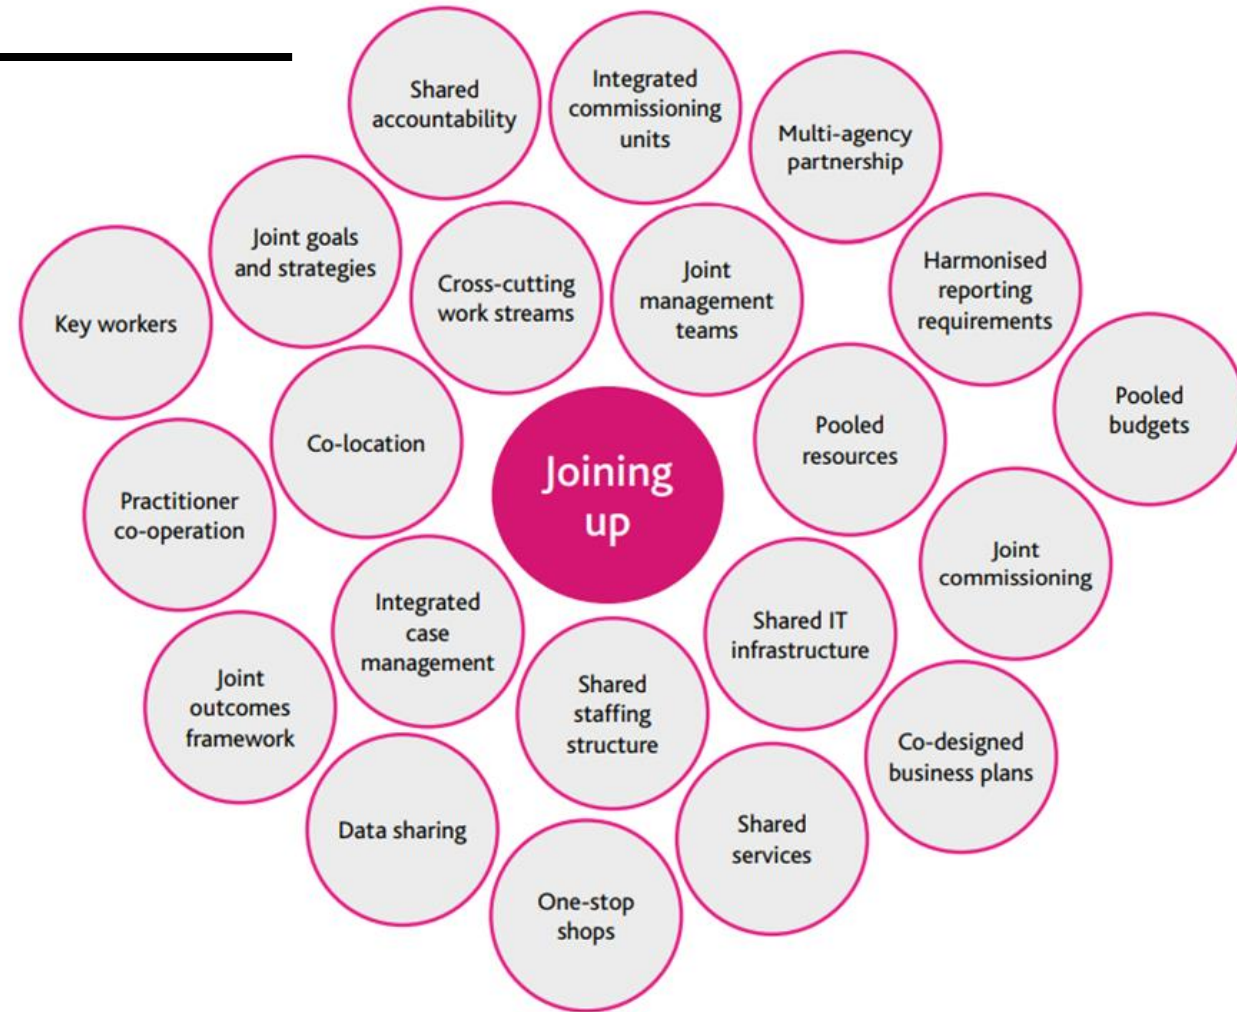 Shared
accountability
Integrated
commissioning
units
Multi-agency
partnership
Joint goals
and strategies
Cross-cutting
work streams
Joint
management
teams
Harmonised
reporting
requirements
Key workers
Co-location
Pooled
resources
Pooled
budgets
Joining
up
Practitioner
co-operation
Joint
commissioning
Integrated
case
management
Shared IT
infrastructure
Joint
outcomes
framework
Shared
staffing
structure
Co-designed
business plans
Data sharing
Shared
services
One-stop
shops